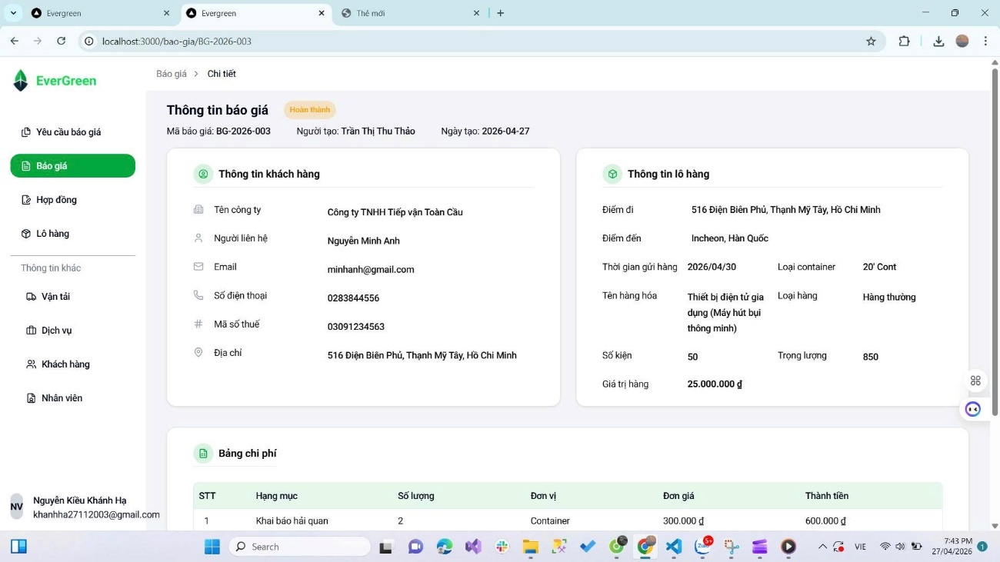 Evergreen
Evergreen
Thẻ mới
localhost:3000/bao-gia/BG-2026-003
EverGreen
Báo giá > Chi tiết
Yêu cầu báo giá
Báo giá
Hợp đồng
Lô hàng
Thông tin khác
Vận tải
Dịch vụ
Khách hàng
Nhân viên
NV
Nguyễn Kiều Khánh Hạ
khanhha27112003@gmail.com
Thông tin báo giá Hoàn thành
Mã báo giá: BG-2026-003 Người tạo: Trần Thị Thu Thảo Ngày tạo: 2026-04-27
Thông tin khách hàng
Tên công ty Công ty TNHH Tiếp vận Toàn Cầu
Người liên hệ Nguyễn Minh Anh
Email minhanh@gmail.com
Số điện thoại 0283844556
Mã số thuế 03091234563
Địa chỉ 516 Điện Biên Phủ, Thạnh Mỹ Tây, Hồ Chi Minh
Thông tin lô hàng
Điểm đi 516 Điện Biên Phủ, Thạnh Mỹ Tây, Hồ Chi Minh
Điểm đến Incheon, Hàn Quốc
Thời gian gửi hàng 2026/04/30 Loại container 20' Cont
Tên hàng hóa Thiết bị điện tử gia dụng (Máy hút bụi thông minh) Loại hàng Hàng thường
Số kiện 50 Trọng lượng 850
Giá trị hàng 25.000.000 ₫
Bảng chi phí
STT Hạng mục Số lượng Đơn vị Đơn giá Thành tiền
1 Khai báo hải quan 2 Container 300.000 ₫ 600.000 ₫
Search
5+
Zalo
VIE
7:43 PM
27/04/2026
1